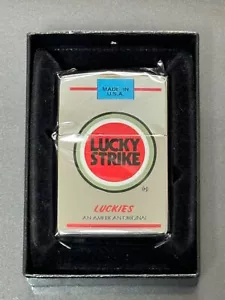 MADE IN
U.S.A.
LUCKY
STRIKE
LUCKIES
AN AMERICAN ORIGINAL